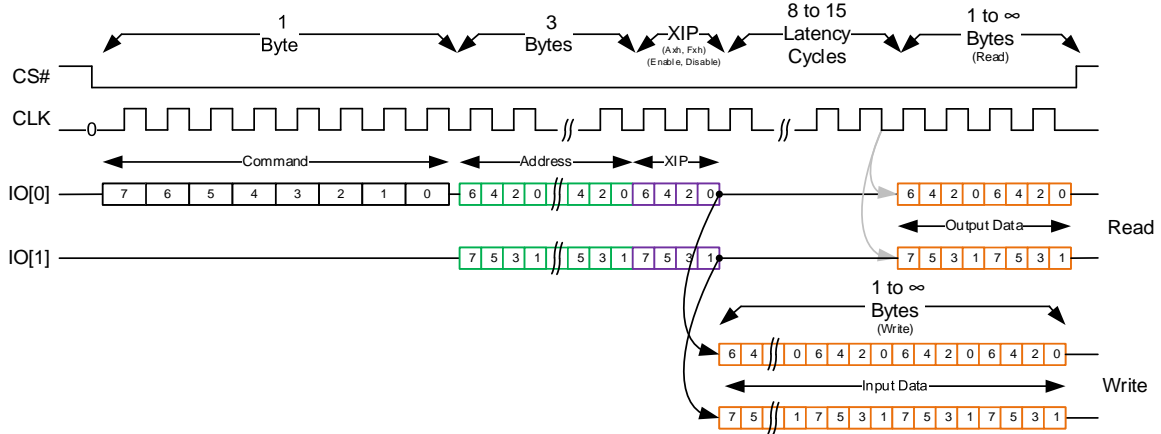 1 3 XIP 8 to 15 1 to ∞
Byte Bytes (Axh, Fxh) Latency Bytes
(Enable, Disable) Cycles (Read)
CS#
CLK 0
Command Address XIP
IO[0] 7 6 5 4 3 2 1 0 6 4 2 0 4 2 0 6 4 2 0 6 4 2 0 6 4 2 0
Output Data Read
IO[1] 7 5 3 1 5 3 1 7 5 3 1 7 5 3 1 7 5 3 1
1 to ∞
Bytes
(Write)
6 4 0 6 4 2 0 6 4 2 0 6 4 2 0
Input Data Write
7 5 1 7 5 3 1 7 5 3 1 7 5 3 1